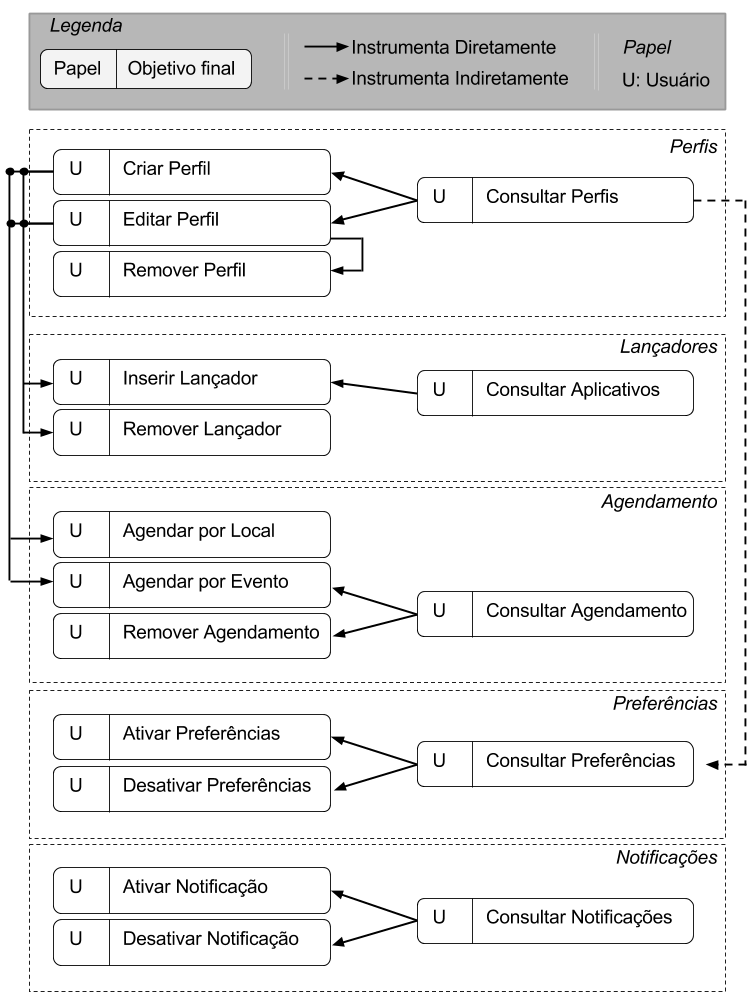 Legenda
Papel
Objetivo final
Instrumenta Diretamente
Instrumenta Indiretamente
Papel
U: Usuário
Perfis
U
Criar Perfil
U
Editar Perfil
U
Remover Perfil
U
Consultar Perfis
Lançadores
U
Inserir Lançador
U
Remover Lançador
U
Consultar Aplicativos
Agendamento
U
Agendar por Local
U
Agendar por Evento
U
Remover Agendamento
U
Consultar Agendamento
Preferências
U
Ativar Preferências
U
Desativar Preferências
U
Consultar Preferências
Notificações
U
Ativar Notificação
U
Desativar Notificação
U
Consultar Notificações